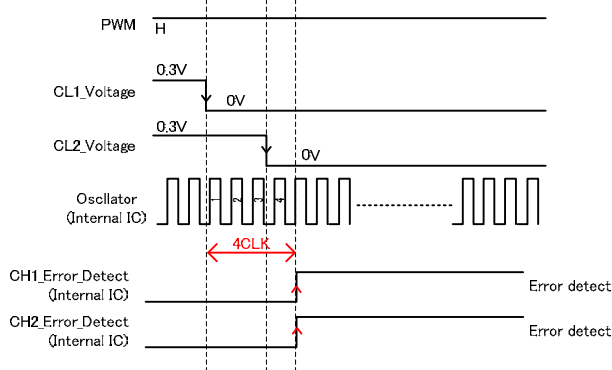 PWM
H
0.3V
CL1_Voltage
0V
0.3V
CL2_Voltage
0V
Oscllator
(Internal IC)
1 2 3 4
4CLK
CH1_Error_Detect
(Internal IC)
Error detect
CH2_Error_Detect
(Internal IC)
Error detect